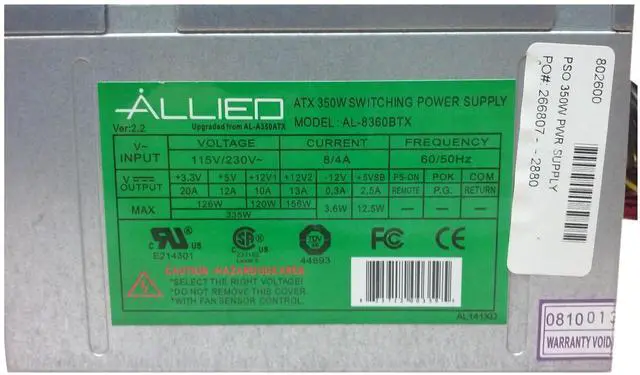 ALLIED
ATX 350W SWITCHING POWER SUPPLY
Ver:2.2
Upgraded from AL-A350ATX
MODEL : AL-8360BTX
V~ INPUT
VOLTAGE CURRENT FREQUENCY
115V/230V~ 8/4A 60/50Hz
V OUTPUT
+3.3V +5V +12V1 +12V2 -12V +5VSB PS-ON POK COM
20A 12A 10A 13A 0.3A 2.5A REMOTE P.G. RETURN
MAX
126W 120W 156W 3.6W 12.5W — — —
335W
C US
E214301
C US
TUV
44893
FC
CE
CAUTION HAZARDOUS AREA
*SELECT THE RIGHT VOLTAGE!
*DO NOT REMOVE THIS COVER.
*WITH FAN SENSOR CONTROL.
802600
PSO 350W PWR SUPPLY
PO#: 266807 - - 2880
WARRANTY VOID